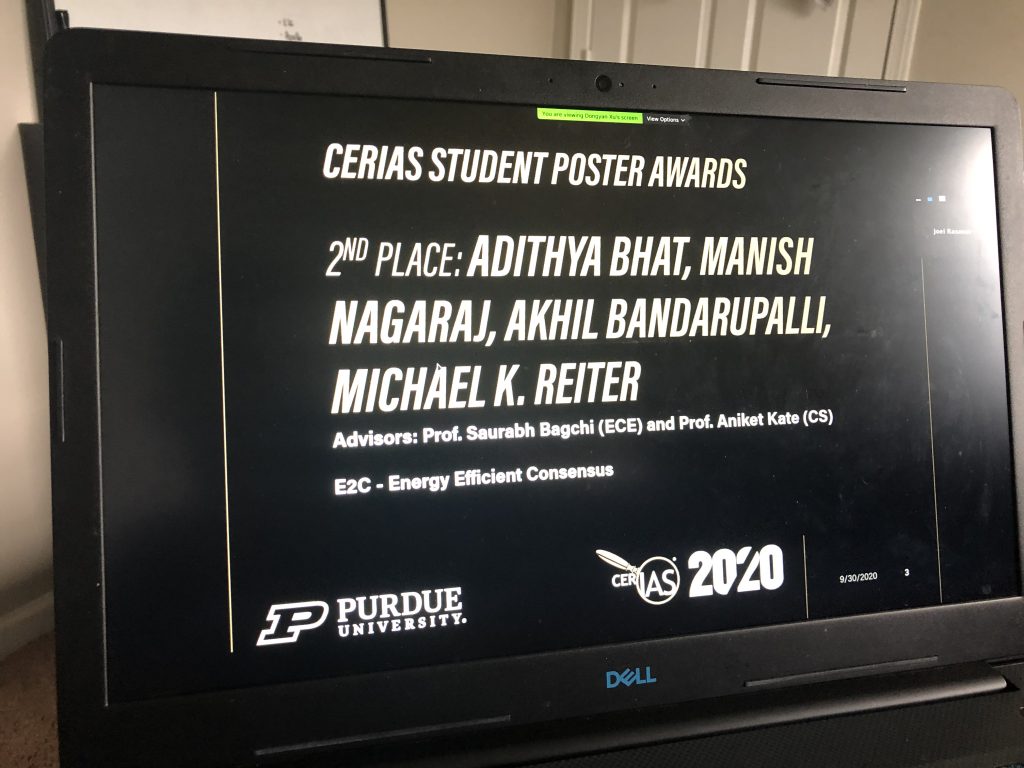 You are viewing Dongyan Xu's screen View Options
CERIAS STUDENT POSTER AWARDS
Joel
2ND PLACE: ADITHYA BHAT, MANISH
NAGARAJ, AKHIL BANDARUPALLI,
MICHAEL K. REITER
Advisors: Prof. Saurabh Bagchi (ECE) and Prof. Aniket Kate (CS)
E2C - Energy Efficient Consensus
PURDUE
UNIVERSITY.
CERIAS 2020
9/30/2020 3
DELL